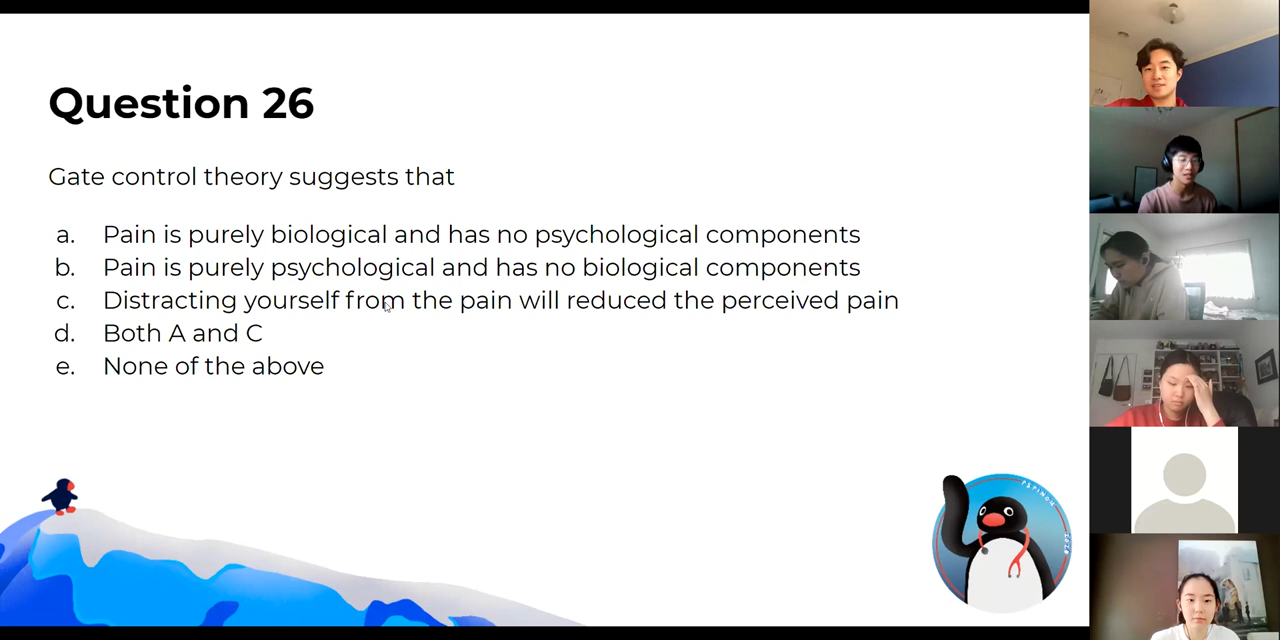 Question 26
Gate control theory suggests that
a. Pain is purely biological and has no psychological components
b. Pain is purely psychological and has no biological components
c. Distracting yourself from the pain will reduced the perceived pain
d. Both A and C
e. None of the above